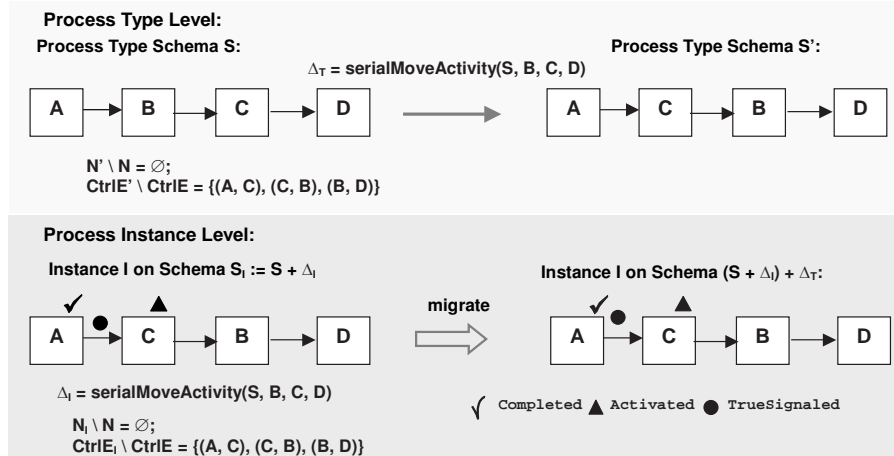 Process Type Level:
Process Type Schema S:
Process Type Schema S':
ΔT = serialMoveActivity(S, B, C, D)
A B C D
A C B D
N' \ N = ∅;
CtrlE' \ CtrlE = {(A, C), (C, B), (B, D)}
Process Instance Level:
Instance I on Schema SI := S + ΔI
Instance I on Schema (S + ΔI) + ΔT:
migrate
A C B D
A C B D
ΔI = serialMoveActivity(S, B, C, D)
Completed Activated TrueSignaled
NI \ N = ∅;
CtrlEI \ CtrlE = {(A, C), (C, B), (B, D)}